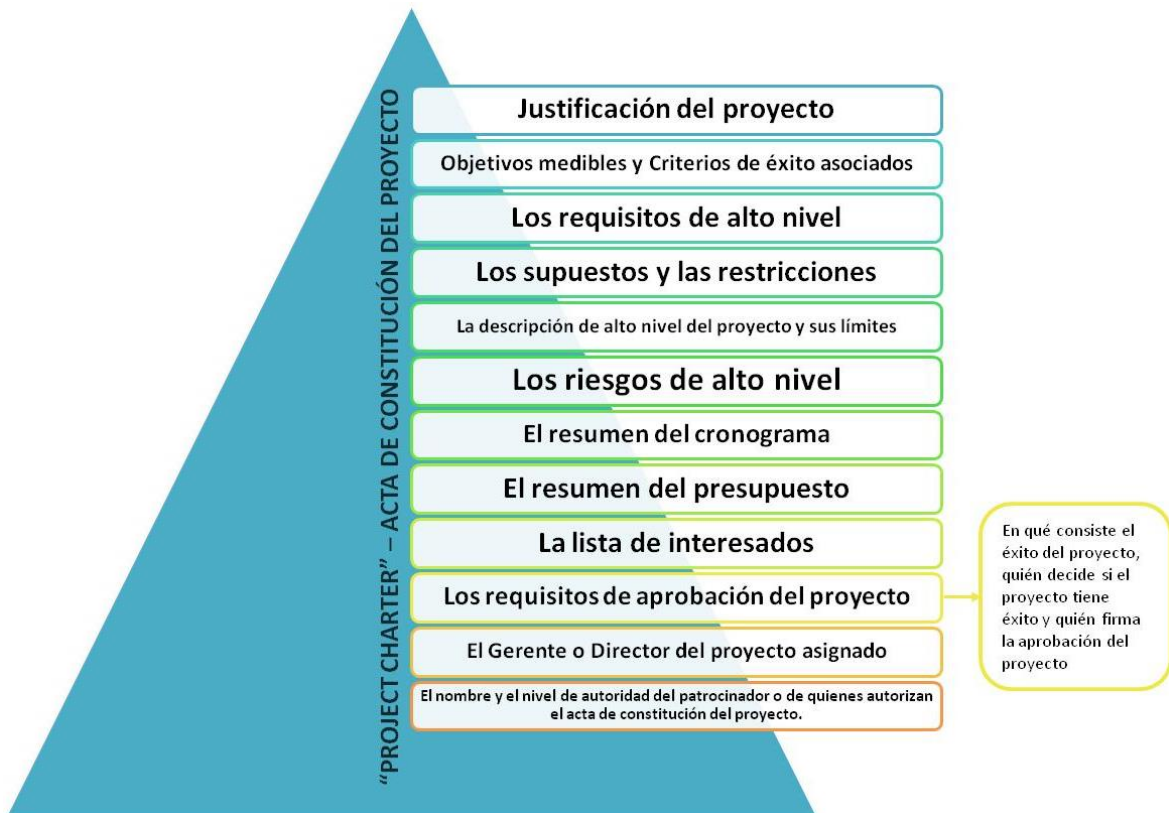 "PROJECT CHARTER" – ACTA DE CONSTITUCIÓN DEL PROYECTO
Justificación del proyecto
Objetivos medibles y Criterios de éxito asociados
Los requisitos de alto nivel
Los supuestos y las restricciones
La descripción de alto nivel del proyecto y sus límites
Los riesgos de alto nivel
El resumen del cronograma
El resumen del presupuesto
La lista de interesados
Los requisitos de aprobación del proyecto
En qué consiste el
éxito del proyecto,
quién decide si el
proyecto tiene
éxito y quién firma
la aprobación del
proyecto
El Gerente o Director del proyecto asignado
El nombre y el nivel de autoridad del patrocinador o de quienes autorizan
el acta de constitución del proyecto.